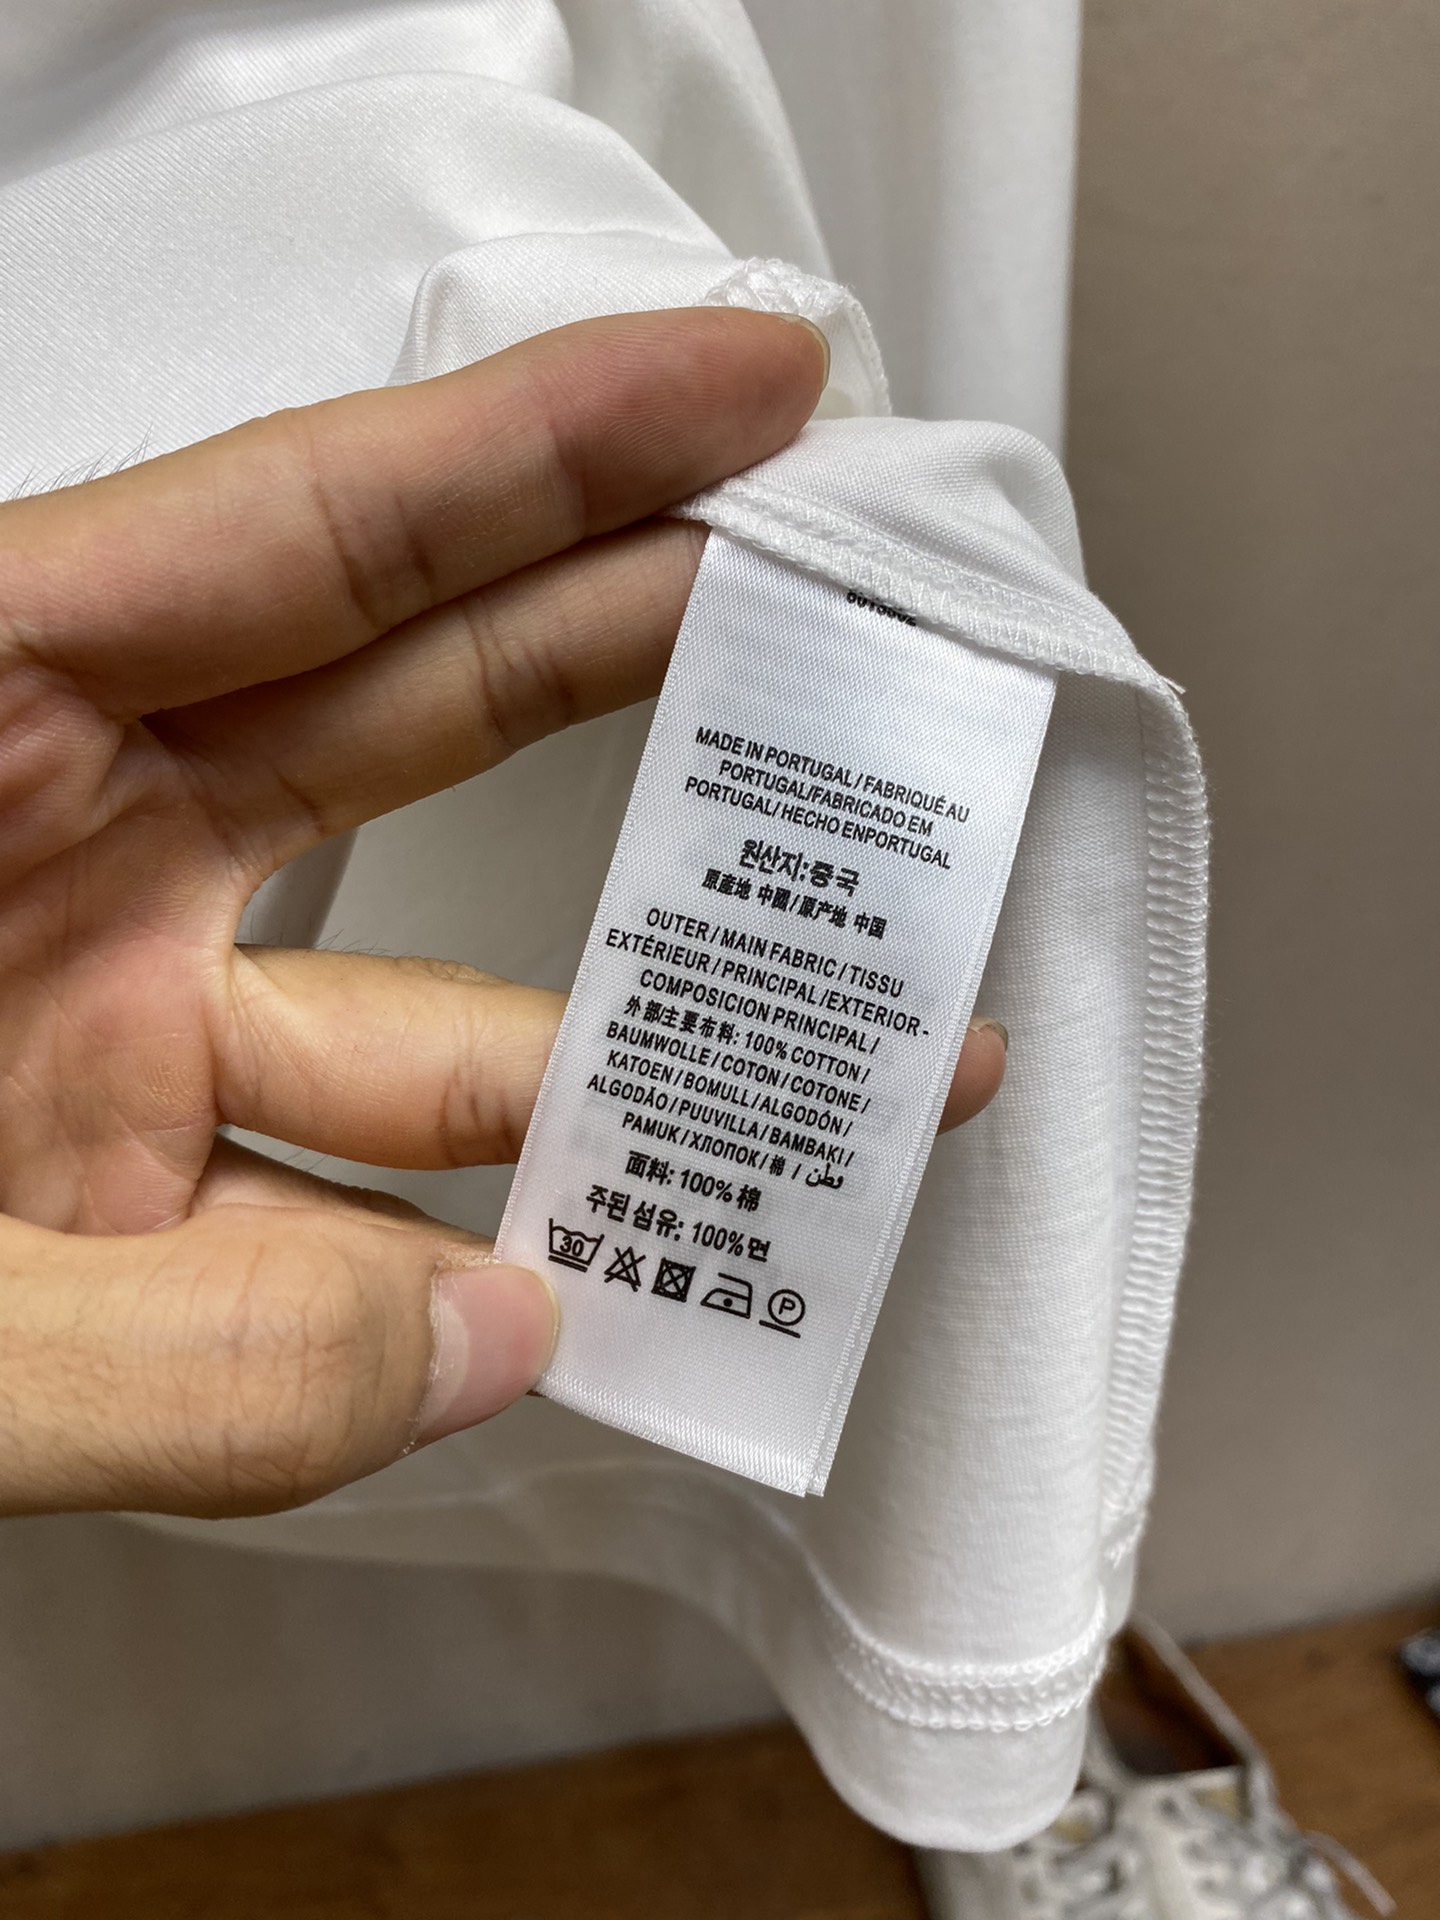 MADE IN PORTUGAL / FABRIQUÉ AU
PORTUGAL/FABRICADO EM
PORTUGAL/ HECHO ENPORTUGAL
원산지:중국
原産地 中國 / 原产地 中国
OUTER / MAIN FABRIC / TISSU
EXTÉRIEUR / PRINCIPAL /EXTERIOR-
COMPOSICION PRINCIPAL /
外部/主要布料: 100% COTTON /
BAUMWOLLE / COTON / COTONE /
KATOEN / BOMULL / ALGODÓN /
ALGODÃO / PUUVILLA / BAMBAKI /
PAMUK / ХЛОПОК / 棉 / قطن
面料: 100% 棉
주된 섬유: 100% 면
30
P